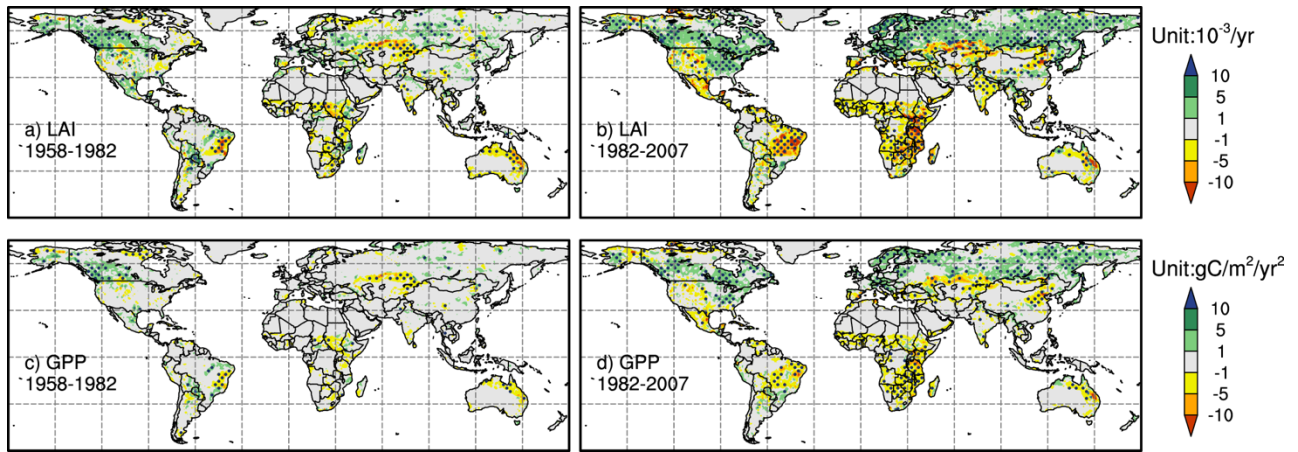 a) LAI
1958-1982
b) LAI
1982-2007
Unit:10⁻³/yr
10
5
1
-1
-5
-10
c) GPP
1958-1982
d) GPP
1982-2007
Unit:gC/m²/yr²
10
5
1
-1
-5
-10